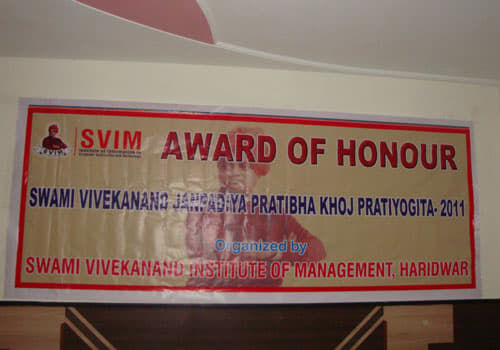 SVIM
AWARD OF HONOUR
SWAMI VIVEKANAND JANPADIYA PRATIBHA KHOJ PRATIYOGITA- 2011
Organized by
SWAMI VIVEKANAND INSTITUTE OF MANAGEMENT, HARIDWAR